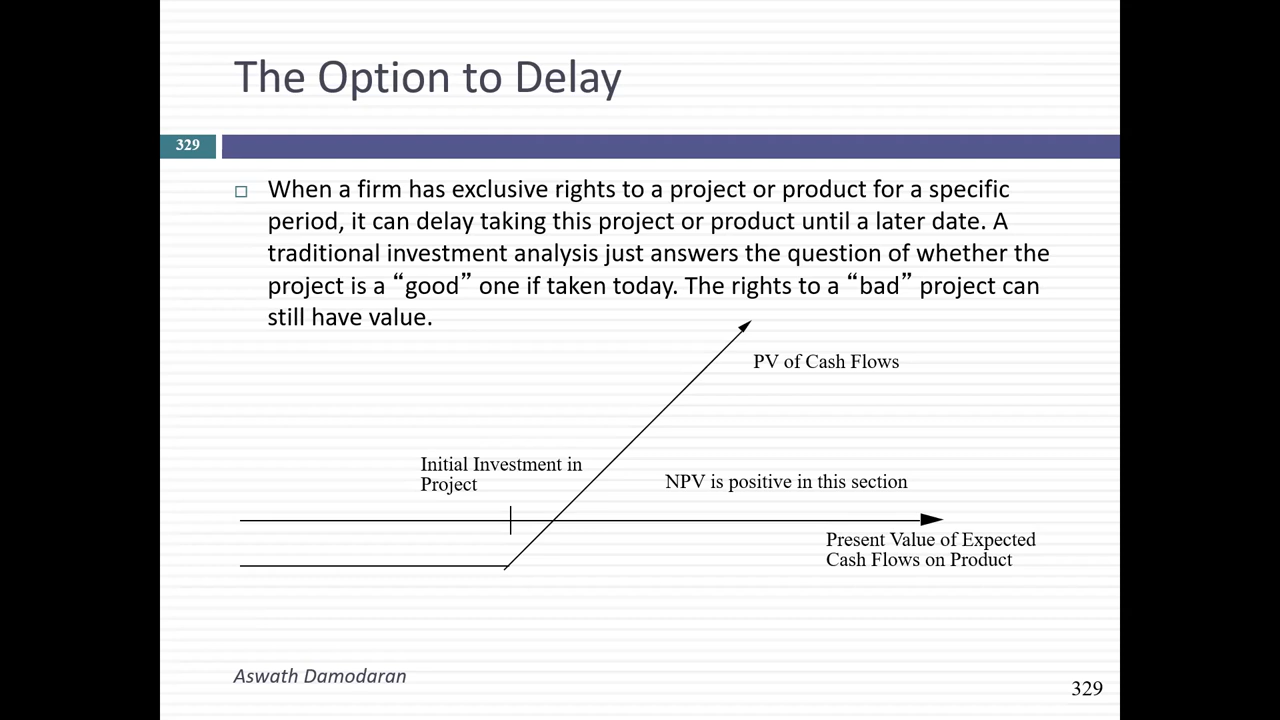 The Option to Delay
329
□ When a firm has exclusive rights to a project or product for a specific
period, it can delay taking this project or product until a later date. A
traditional investment analysis just answers the question of whether the
project is a “good” one if taken today. The rights to a “bad” project can
still have value.
PV of Cash Flows
Initial Investment in
Project
NPV is positive in this section
Present Value of Expected
Cash Flows on Product
Aswath Damodaran
329